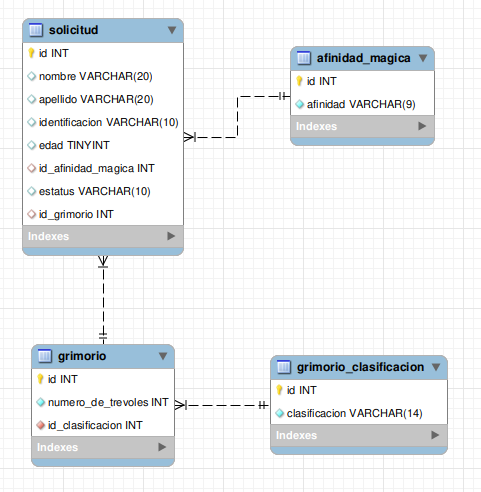 solicitud
id INT
nombre VARCHAR(20)
apellido VARCHAR(20)
identificacion VARCHAR(10)
edad TINYINT
id_afinidad_magica INT
estatus VARCHAR(10)
id_grimorio INT
Indexes
afinidad_magica
id INT
afinidad VARCHAR(9)
Indexes
grimorio
id INT
numero_de_trevoles INT
id_clasificacion INT
Indexes
grimorio_clasificacion
id INT
clasificacion VARCHAR(14)
Indexes